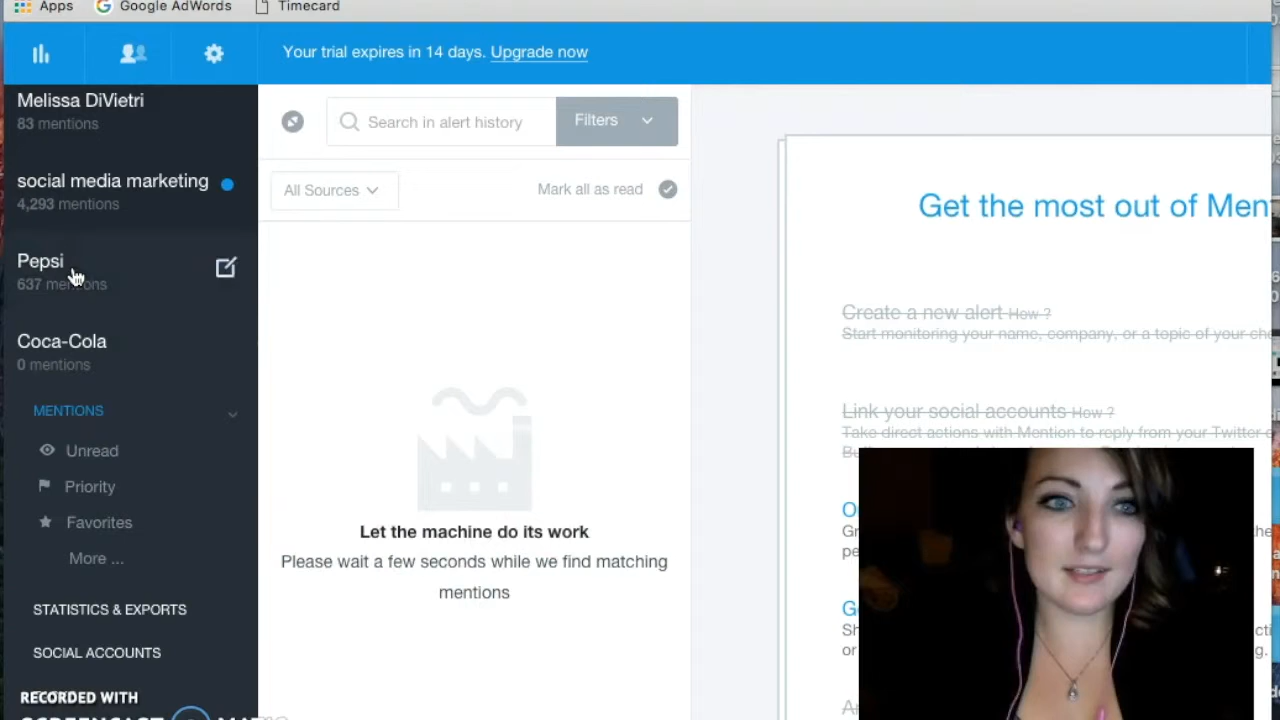 Apps Google AdWords Timecard
Your trial expires in 14 days. Upgrade now
Melissa DiVietri
83 mentions
social media marketing
4,293 mentions
Pepsi
637 mentions
Coca-Cola
0 mentions
MENTIONS
Unread
Priority
Favorites
More ...
STATISTICS & EXPORTS
SOCIAL ACCOUNTS
RECORDED WITH
Search in alert history
Filters
All Sources
Mark all as read
Let the machine do its work
Please wait a few seconds while we find matching
mentions
Get the most out of Men
Create a new alert How ?
Start monitoring your name, company, or a topic of your
Link your social accounts How ?
Take direct actions with Mention to reply from your Twitter